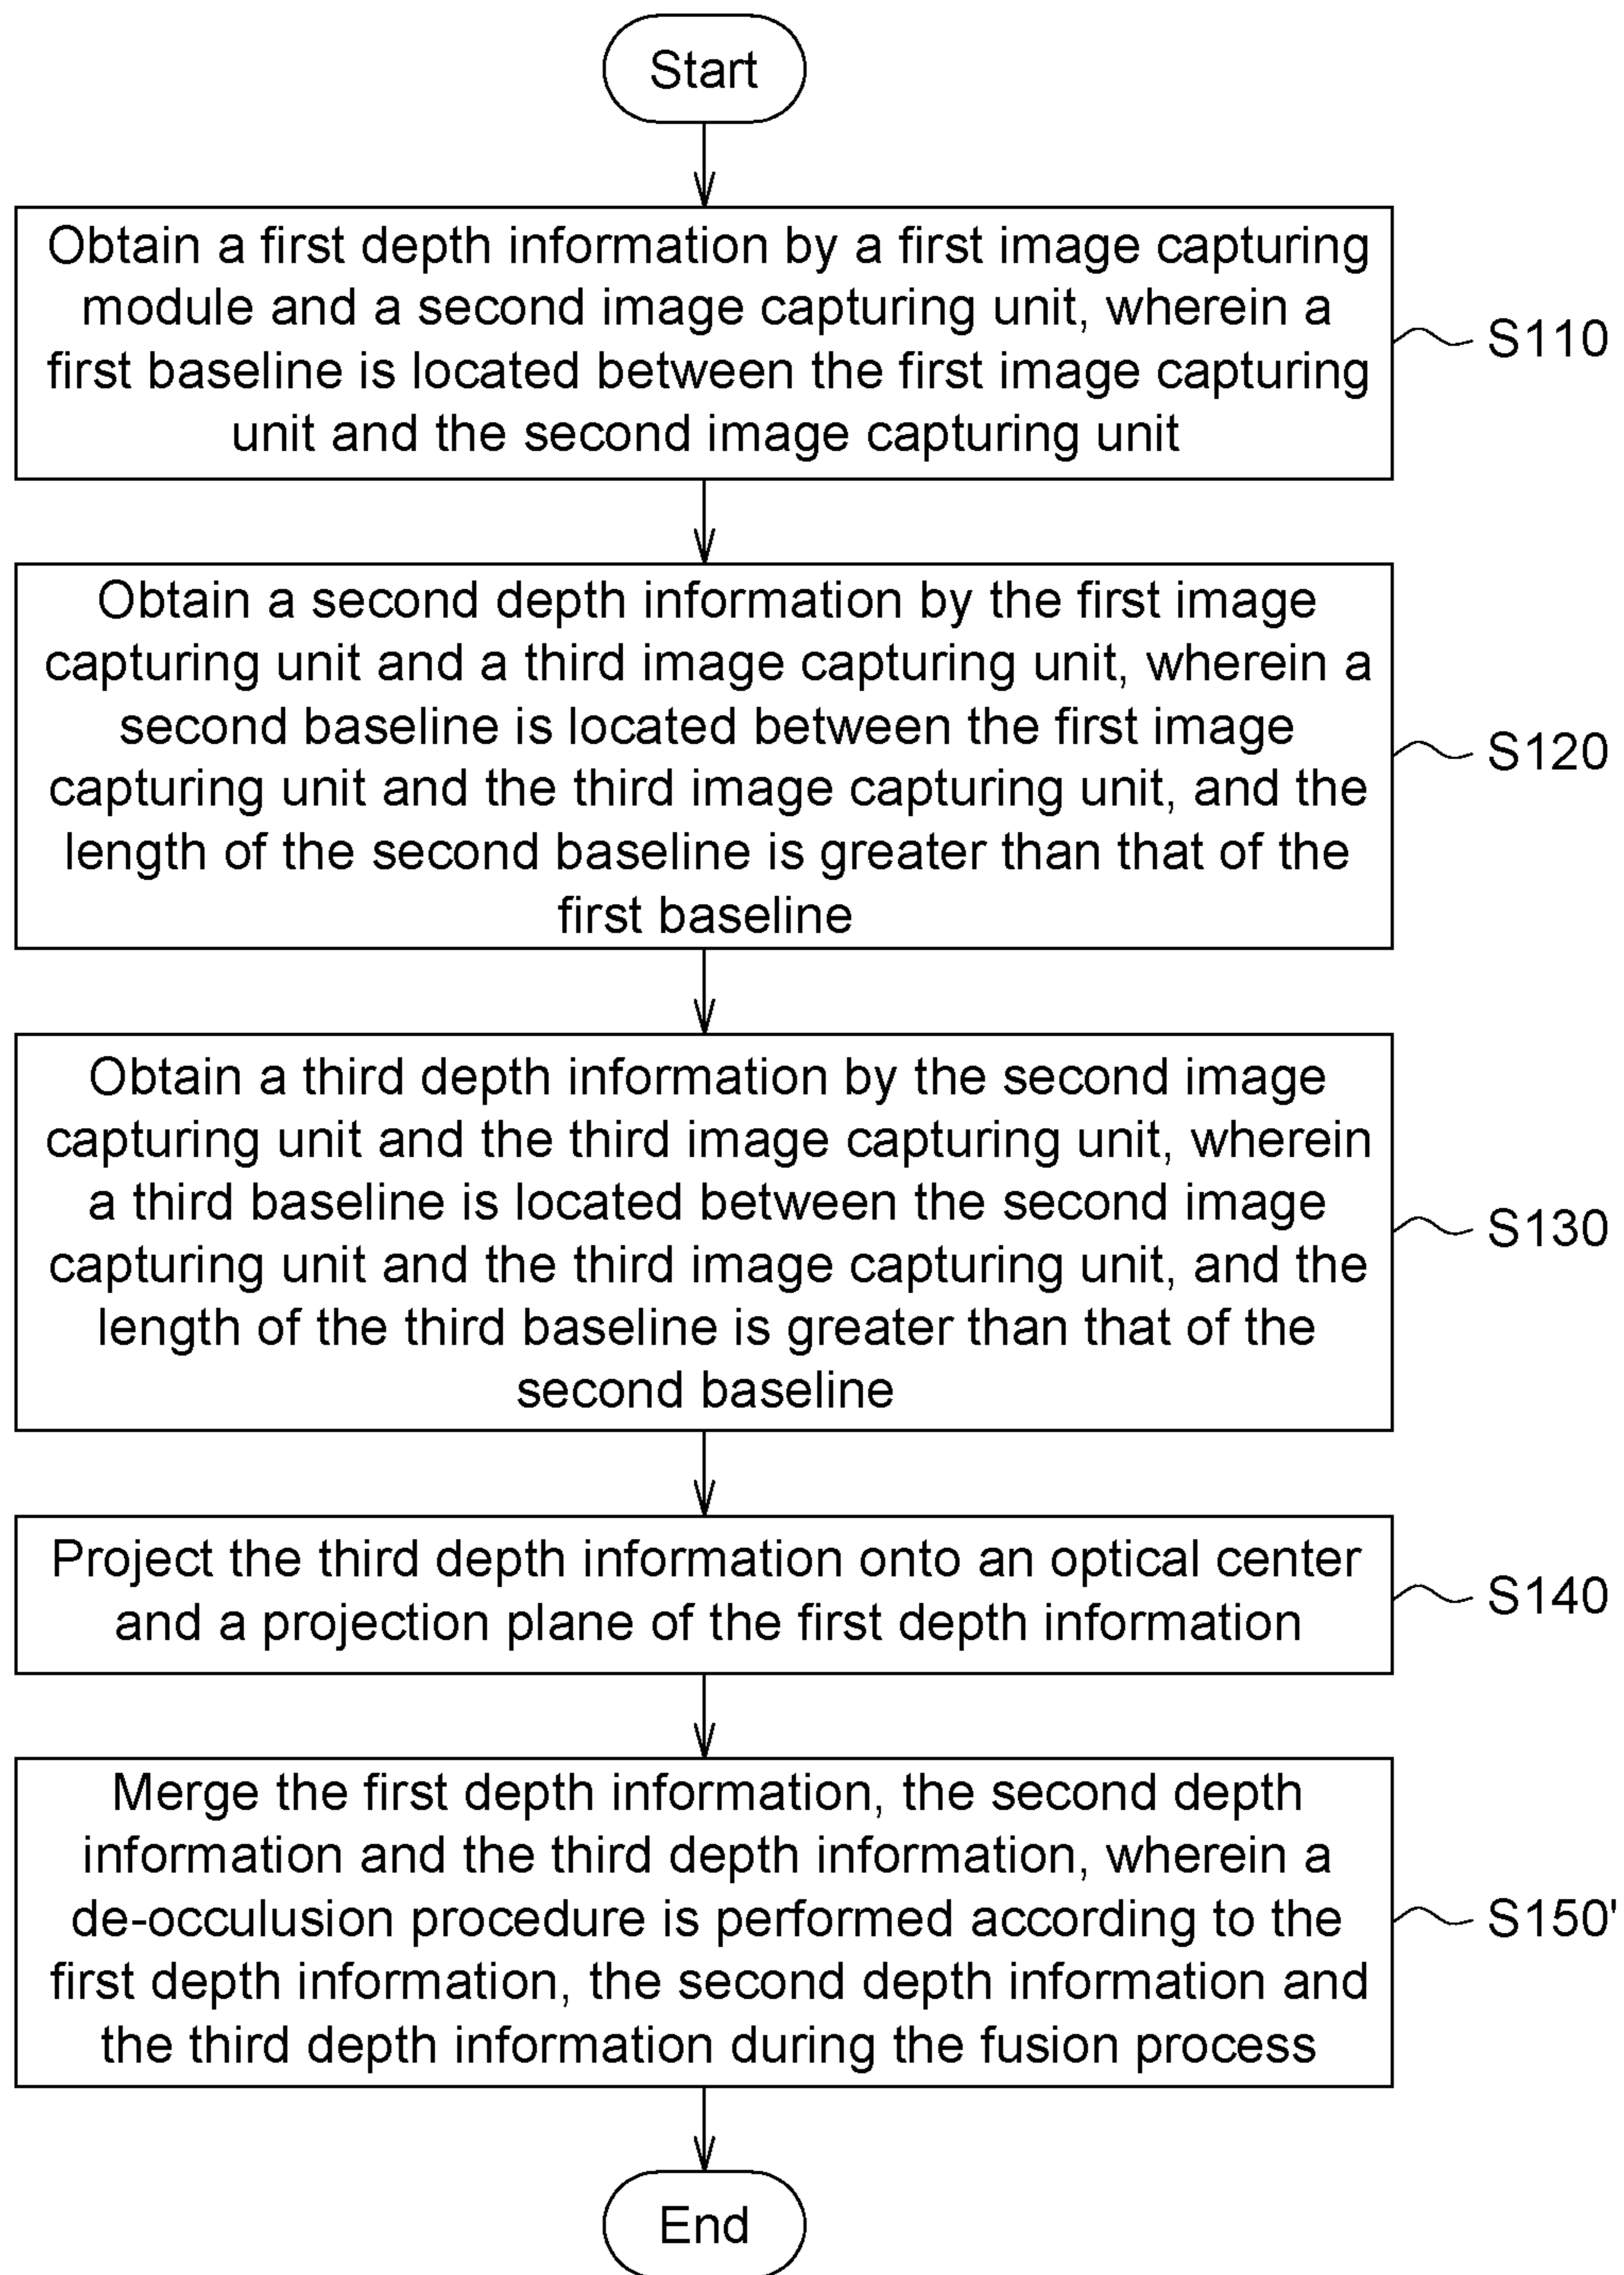 Start
Obtain a first depth information by a first image capturing
module and a second image capturing unit, wherein a
first baseline is located between the first image capturing
unit and the second image capturing unit
S110
Obtain a second depth information by the first image
capturing unit and a third image capturing unit, wherein a
second baseline is located between the first image
capturing unit and the third image capturing unit, and the
length of the second baseline is greater than that of the
first baseline
S120
Obtain a third depth information by the second image
capturing unit and the third image capturing unit, wherein
a third baseline is located between the second image
capturing unit and the third image capturing unit, and the
length of the third baseline is greater than that of the
second baseline
S130
Project the third depth information onto an optical center
and a projection plane of the first depth information
S140
Merge the first depth information, the second depth
information and the third depth information, wherein a
de-occulusion procedure is performed according to the
first depth information, the second depth information and
the third depth information during the fusion process
S150'
End